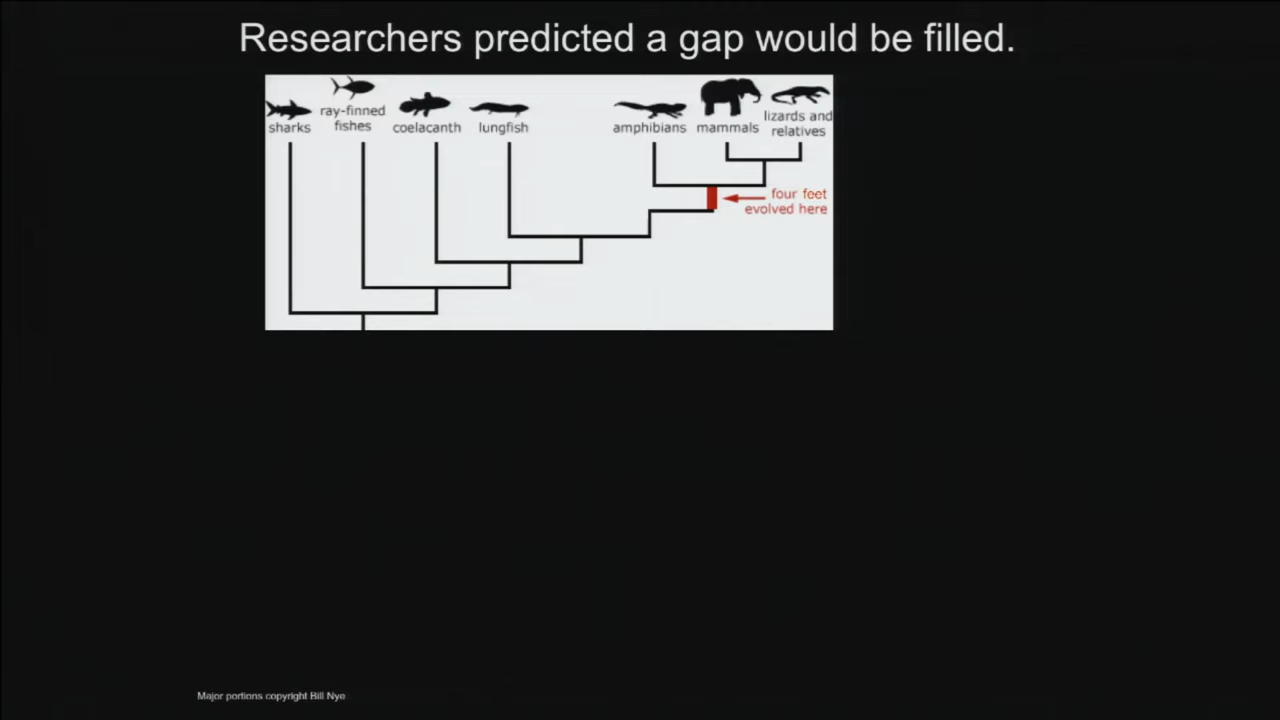 Researchers predicted a gap would be filled.
sharks
ray-finned
fishes
coelacanth
lungfish
amphibians
mammals
lizards and
relatives
four feet
evolved here
Major portions copyright Bill Nye